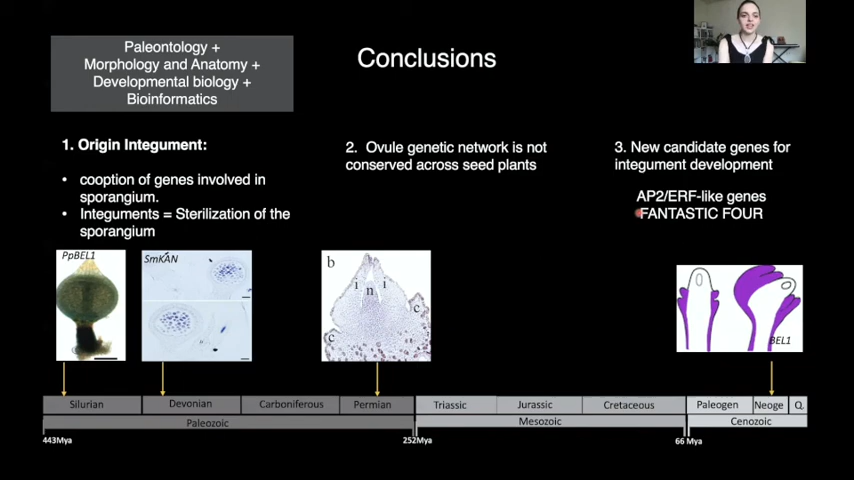 Paleontology +
Morphology and Anatomy +
Developmental biology +
Bioinformatics
Conclusions
1. Origin Integument:
• cooption of genes involved in
sporangium.
• Integuments = Sterilization of the
sporangium
2. Ovule genetic network is not
conserved across seed plants
3. New candidate genes for
integument development
AP2/ERF-like genes
FANTASTIC FOUR
PpBEL1
SmKAN
b
i
i
n
c
c
BEL1
Silurian
Devonian
Carboniferous
Permian
Triassic
Jurassic
Cretaceous
Paleogen
Neoge
Q.
Paleozoic
Mesozoic
Cenozoic
443Mya
252Mya
66 Mya